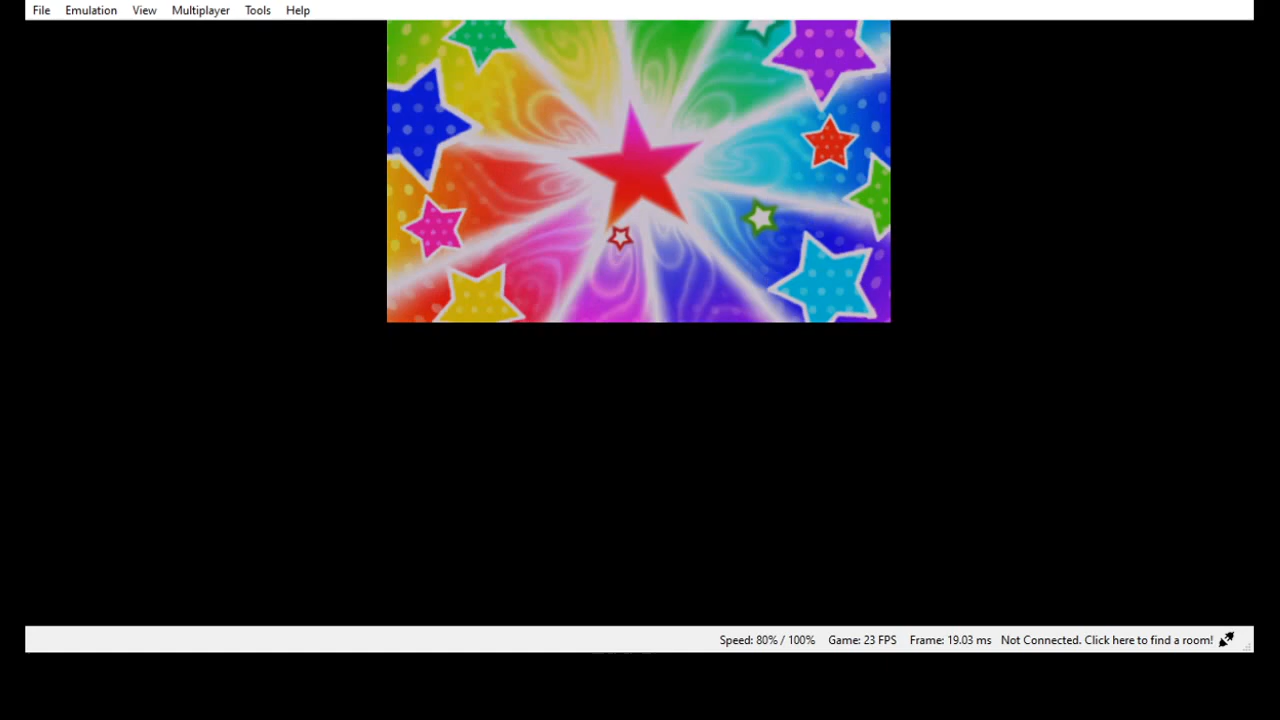 File Emulation View Multiplayer Tools Help
Speed: 80% / 100% Game: 23 FPS Frame: 19.03 ms Not Connected. Click here to find a room!